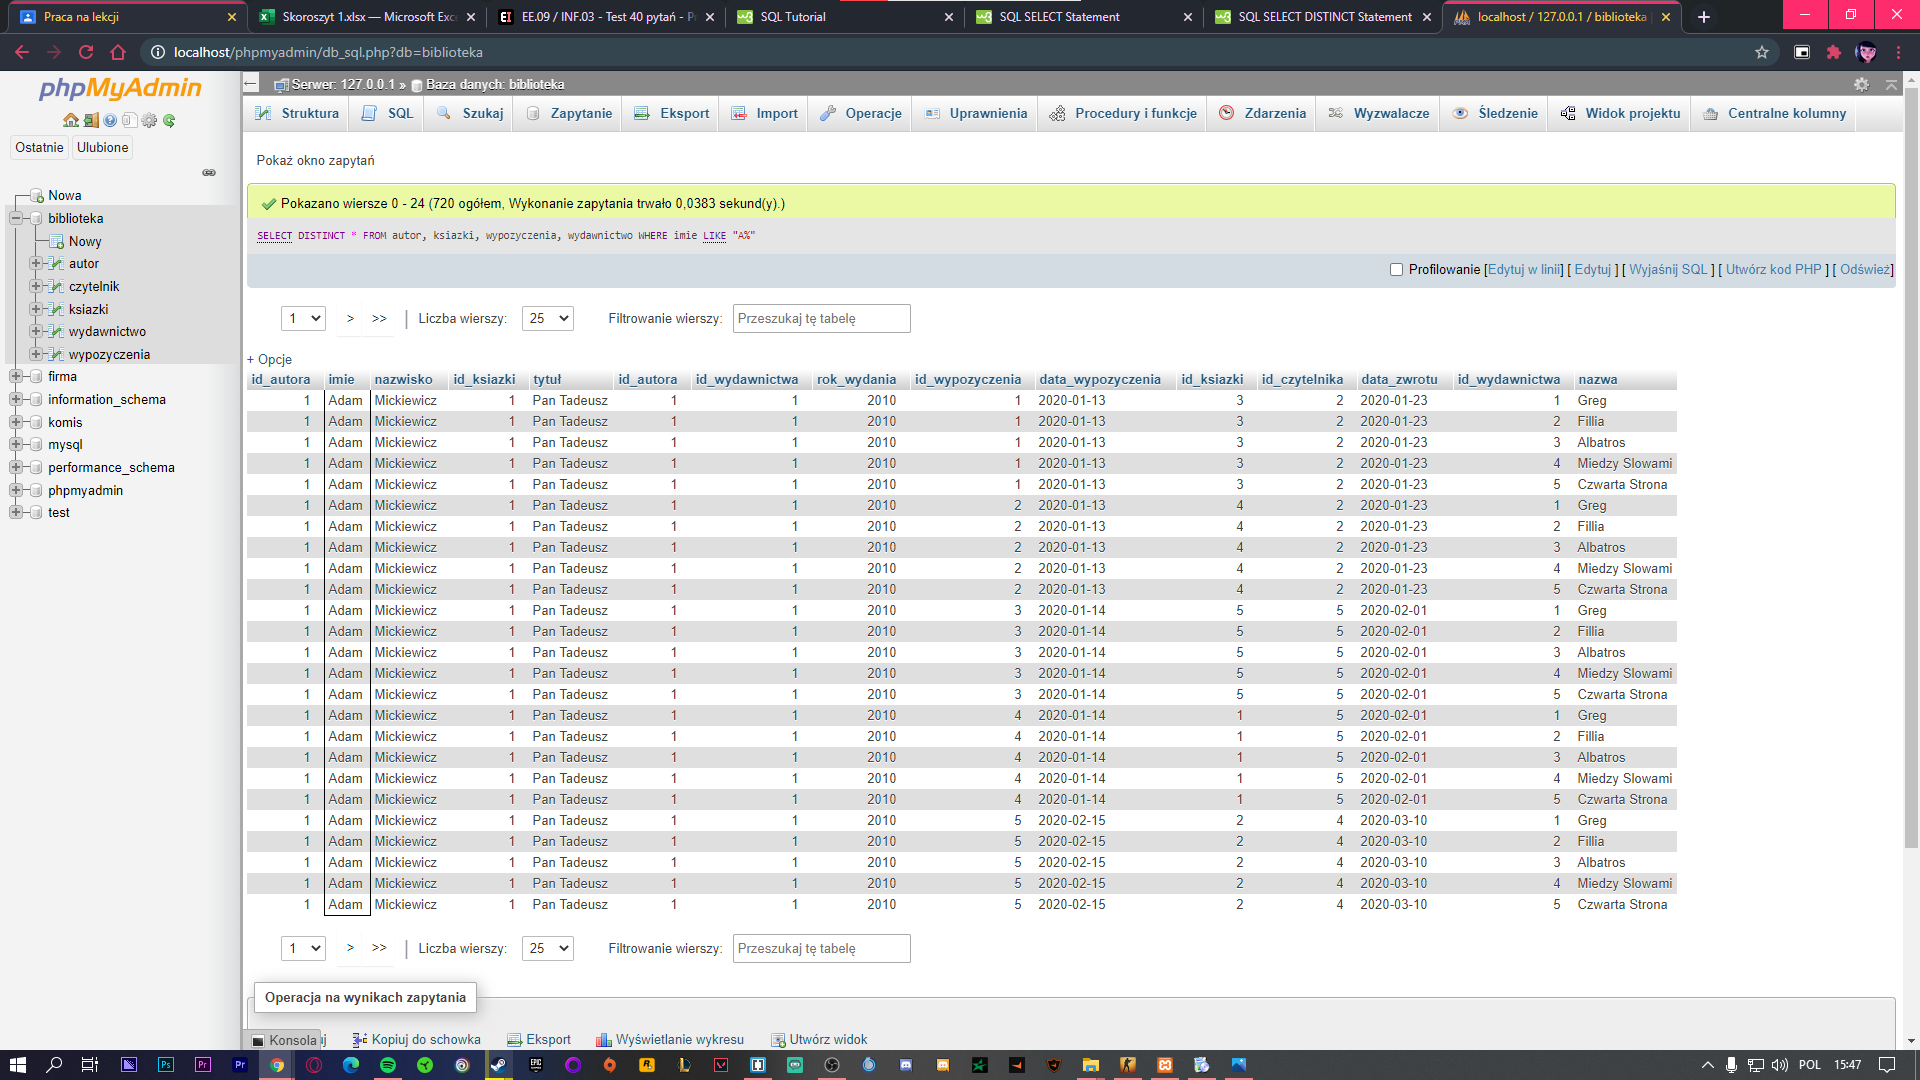 Praca na lekcji
Skoroszyt 1.xlsx — Microsoft Exc
EE.09 / INF.03 - Test 40 pytań - P
SQL Tutorial
SQL SELECT Statement
SQL SELECT DISTINCT Statement
localhost / 127.0.0.1 / biblioteka
localhost/phpmyadmin/db_sql.php?db=biblioteka
phpMyAdmin
Ostatnie Ulubione
Nowa
biblioteka
Nowy
autor
czytelnik
ksiazki
wydawnictwo
wypozyczenia
firma
information_schema
komis
mysql
performance_schema
phpmyadmin
test
Serwer: 127.0.0.1 » Baza danych: biblioteka
Struktura SQL Szukaj Zapytanie Eksport Import Operacje Uprawnienia Procedury i funkcje Zdarzenia Wyzwalacze Śledzenie Widok projektu Centralne kolumny
Pokaż okno zapytań
Pokazano wiersze 0 - 24 (720 ogółem, Wykonanie zapytania trwało 0,0383 sekund(y).)
SELECT DISTINCT * FROM autor, ksiazki, wypozyczenia, wydawnictwo WHERE imie LIKE "A%"
Profilowanie [Edytuj w linii] [ Edytuj ] [ Wyjaśnij SQL ] [ Utwórz kod PHP ] [ Odśwież]
1 > >> | Liczba wierszy: 25 Filtrowanie wierszy: Przeszukaj tę tabelę
+ Opcje
id_autora imie nazwisko id_ksiazki tytuł id_autora id_wydawnictwa rok_wydania id_wypozyczenia data_wypozyczenia id_ksiazki id_czytelnika data_zwrotu id_wydawnictwa nazwa
1 Adam Mickiewicz 1 Pan Tadeusz 1 1 2010 1 2020-01-13 3 2 2020-01-23 1 Greg
1 Adam Mickiewicz 1 Pan Tadeusz 1 1 2010 1 2020-01-13 3 2 2020-01-23 2 Fillia
1 Adam Mickiewicz 1 Pan Tadeusz 1 1 2010 1 2020-01-13 3 2 2020-01-23 3 Albatros
1 Adam Mickiewicz 1 Pan Tadeusz 1 1 2010 1 2020-01-13 3 2 2020-01-23 4 Miedzy Slowami
1 Adam Mickiewicz 1 Pan Tadeusz 1 1 2010 1 2020-01-13 3 2 2020-01-23 5 Czwarta Strona
1 Adam Mickiewicz 1 Pan Tadeusz 1 1 2010 2 2020-01-13 4 2 2020-01-23 1 Greg
1 Adam Mickiewicz 1 Pan Tadeusz 1 1 2010 2 2020-01-13 4 2 2020-01-23 2 Fillia
1 Adam Mickiewicz 1 Pan Tadeusz 1 1 2010 2 2020-01-13 4 2 2020-01-23 3 Albatros
1 Adam Mickiewicz 1 Pan Tadeusz 1 1 2010 2 2020-01-13 4 2 2020-01-23 4 Miedzy Slowami
1 Adam Mickiewicz 1 Pan Tadeusz 1 1 2010 2 2020-01-13 4 2 2020-01-23 5 Czwarta Strona
1 Adam Mickiewicz 1 Pan Tadeusz 1 1 2010 3 2020-01-14 5 5 2020-02-01 1 Greg
1 Adam Mickiewicz 1 Pan Tadeusz 1 1 2010 3 2020-01-14 5 5 2020-02-01 2 Fillia
1 Adam Mickiewicz 1 Pan Tadeusz 1 1 2010 3 2020-01-14 5 5 2020-02-01 3 Albatros
1 Adam Mickiewicz 1 Pan Tadeusz 1 1 2010 3 2020-01-14 5 5 2020-02-01 4 Miedzy Slowami
1 Adam Mickiewicz 1 Pan Tadeusz 1 1 2010 3 2020-01-14 5 5 2020-02-01 5 Czwarta Strona
1 Adam Mickiewicz 1 Pan Tadeusz 1 1 2010 4 2020-01-14 1 5 2020-02-01 1 Greg
1 Adam Mickiewicz 1 Pan Tadeusz 1 1 2010 4 2020-01-14 1 5 2020-02-01 2 Fillia
1 Adam Mickiewicz 1 Pan Tadeusz 1 1 2010 4 2020-01-14 1 5 2020-02-01 3 Albatros
1 Adam Mickiewicz 1 Pan Tadeusz 1 1 2010 4 2020-01-14 1 5 2020-02-01 4 Miedzy Slowami
1 Adam Mickiewicz 1 Pan Tadeusz 1 1 2010 4 2020-01-14 1 5 2020-02-01 5 Czwarta Strona
1 Adam Mickiewicz 1 Pan Tadeusz 1 1 2010 5 2020-02-15 2 4 2020-03-10 1 Greg
1 Adam Mickiewicz 1 Pan Tadeusz 1 1 2010 5 2020-02-15 2 4 2020-03-10 2 Fillia
1 Adam Mickiewicz 1 Pan Tadeusz 1 1 2010 5 2020-02-15 2 4 2020-03-10 3 Albatros
1 Adam Mickiewicz 1 Pan Tadeusz 1 1 2010 5 2020-02-15 2 4 2020-03-10 4 Miedzy Slowami
1 Adam Mickiewicz 1 Pan Tadeusz 1 1 2010 5 2020-02-15 2 4 2020-03-10 5 Czwarta Strona
1 > >> | Liczba wierszy: 25 Filtrowanie wierszy: Przeszukaj tę tabelę
Operacja na wynikach zapytania
Konsola uj Kopiuj do schowka Eksport Wyświetlanie wykresu Utwórz widok
POL 15:47